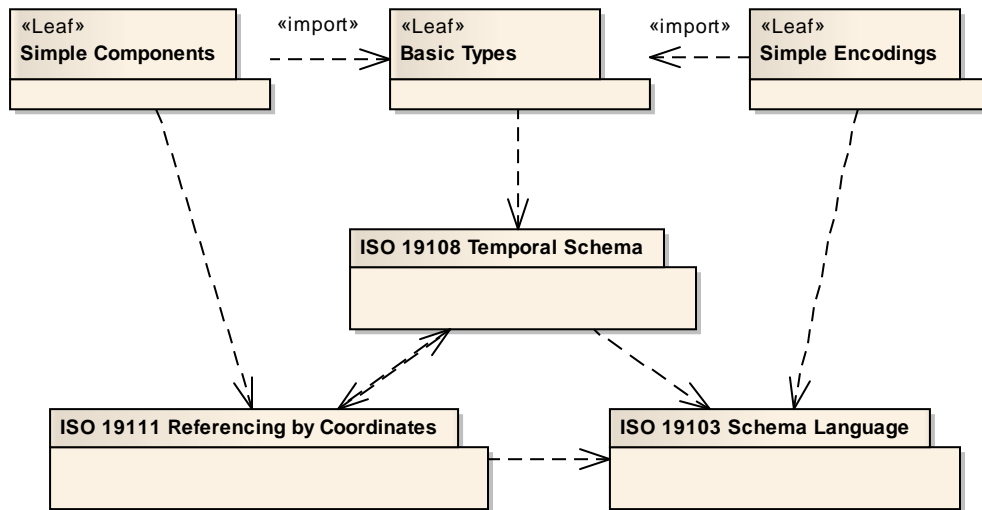 «Leaf»
Simple Components
«import»
«Leaf»
Basic Types
«import»
«Leaf»
Simple Encodings
ISO 19108 Temporal Schema
ISO 19111 Referencing by Coordinates
ISO 19103 Schema Language